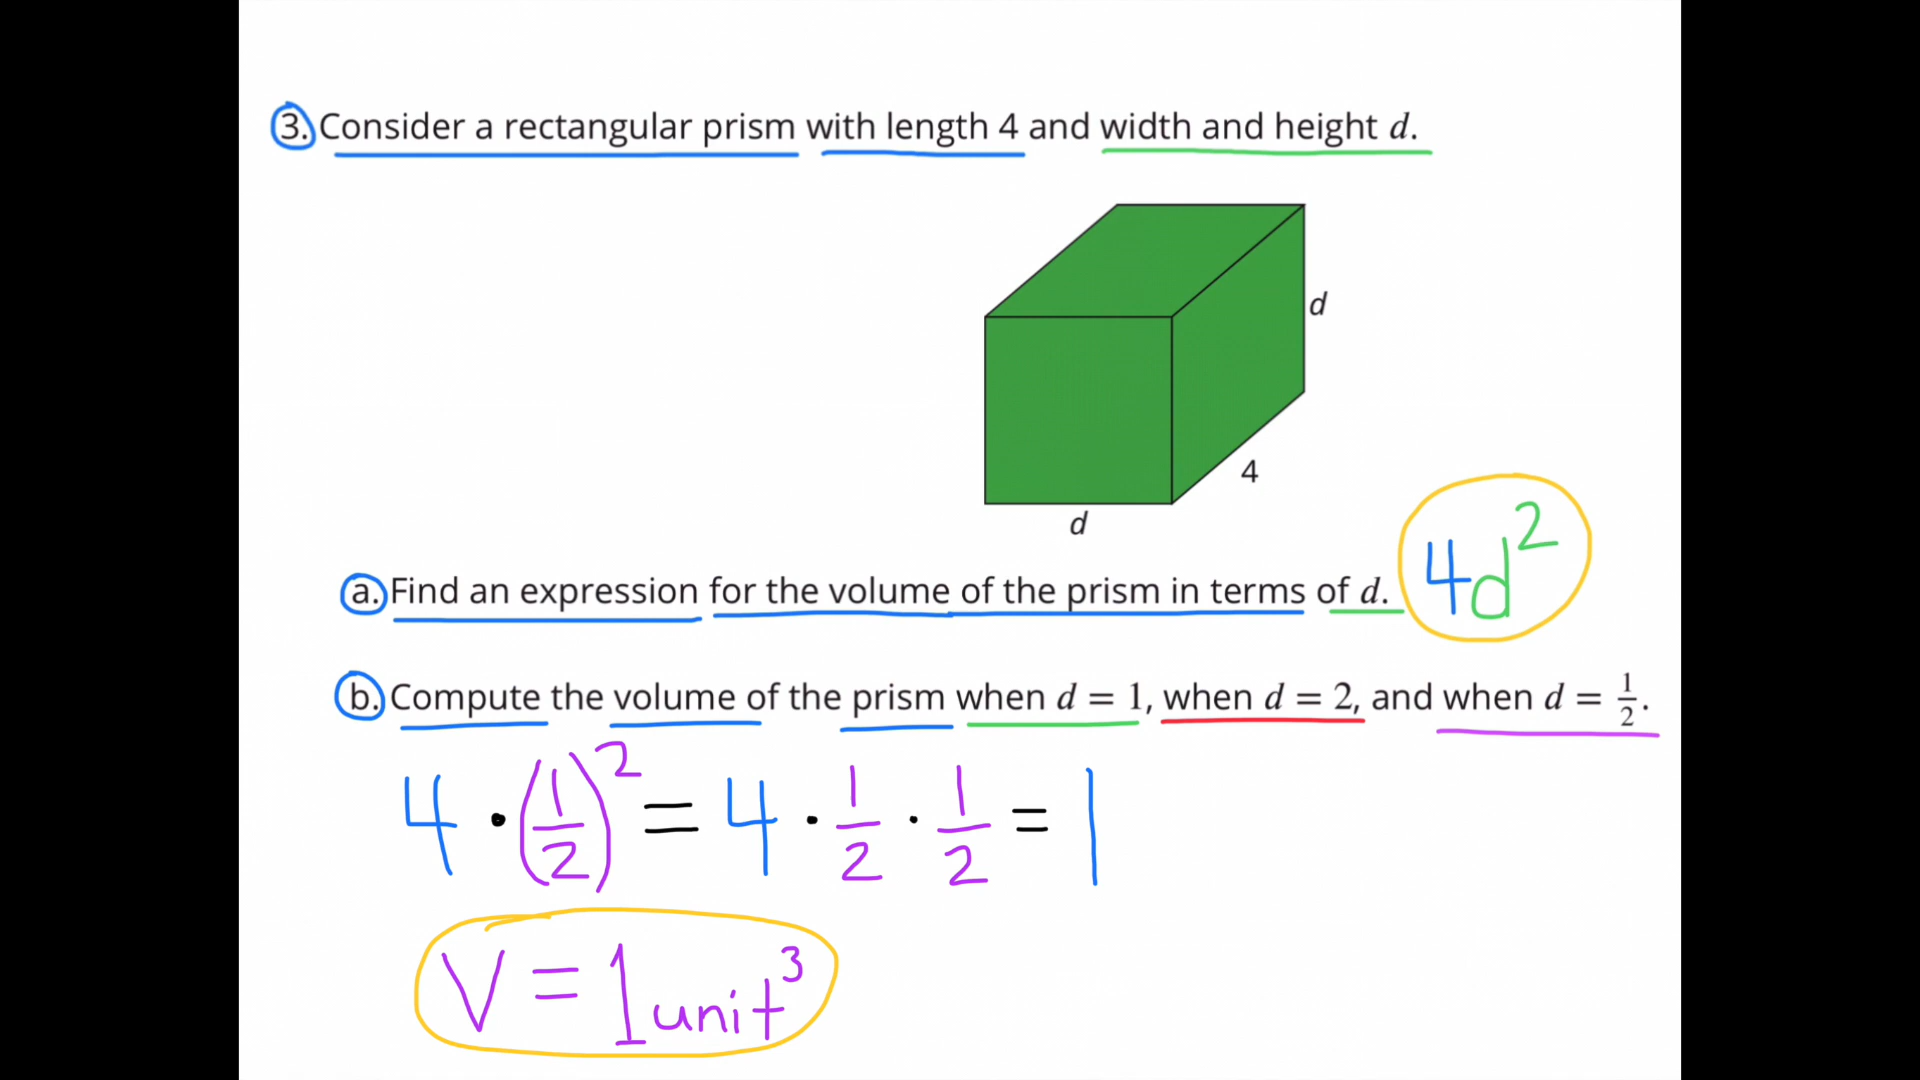 3. Consider a rectangular prism with length 4 and width and height d.
d
4
d
4d²
a. Find an expression for the volume of the prism in terms of d.
b. Compute the volume of the prism when d = 1, when d = 2, and when d = 1/2.
4 · (1/2)² = 4 · 1/2 · 1/2 = 1
V = 1 unit³